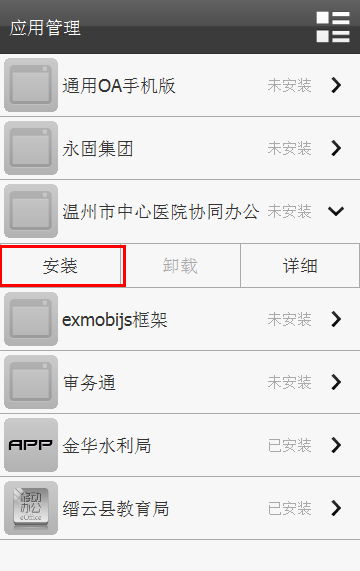 应用管理
通用OA手机版 未安装
永固集团 未安装
温州市中心医院协同办公 未安装
安装 卸载 详细
exmobijs框架 未安装
审务通 未安装
APP 金华水利局 已安装
移动
办公
eOffice
缙云县教育局 已安装